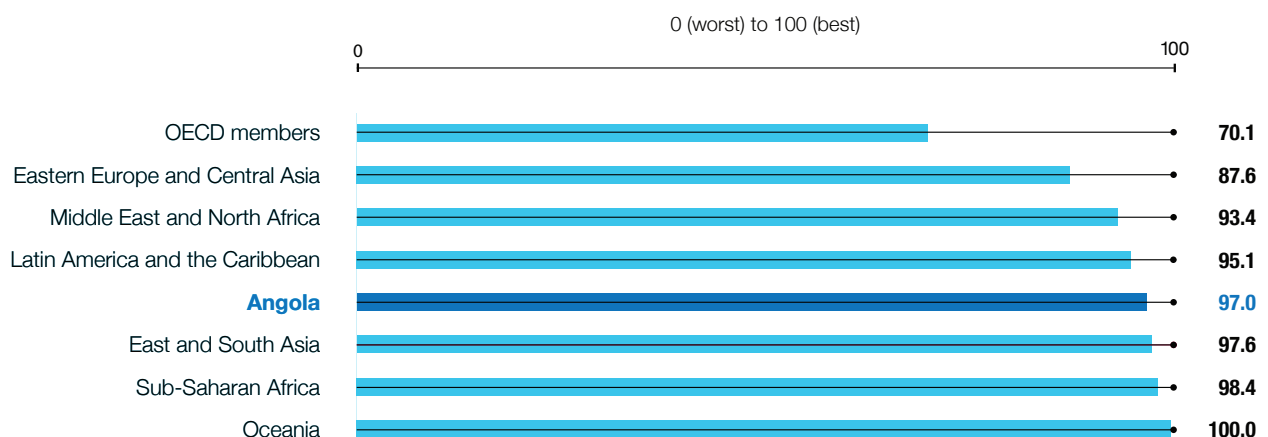 0 (worst) to 100 (best)
0 100
OECD members 70.1
Eastern Europe and Central Asia 87.6
Middle East and North Africa 93.4
Latin America and the Caribbean 95.1
Angola 97.0
East and South Asia 97.6
Sub-Saharan Africa 98.4
Oceania 100.0